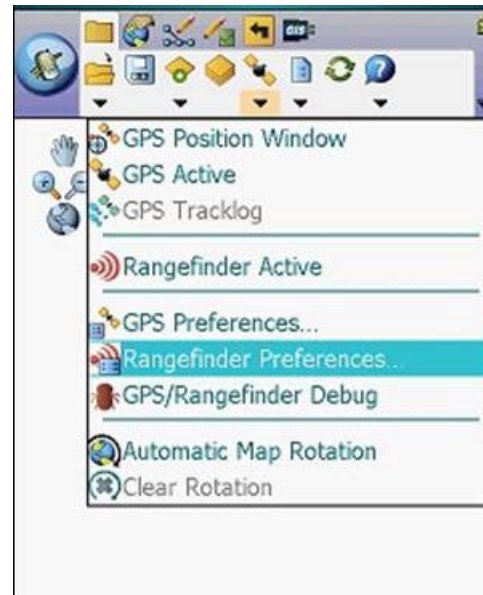 GPS Position Window
GPS Active
GPS Tracklog
Rangefinder Active
GPS Preferences...
Rangefinder Preferences...
GPS/Rangefinder Debug
Automatic Map Rotation
Clear Rotation